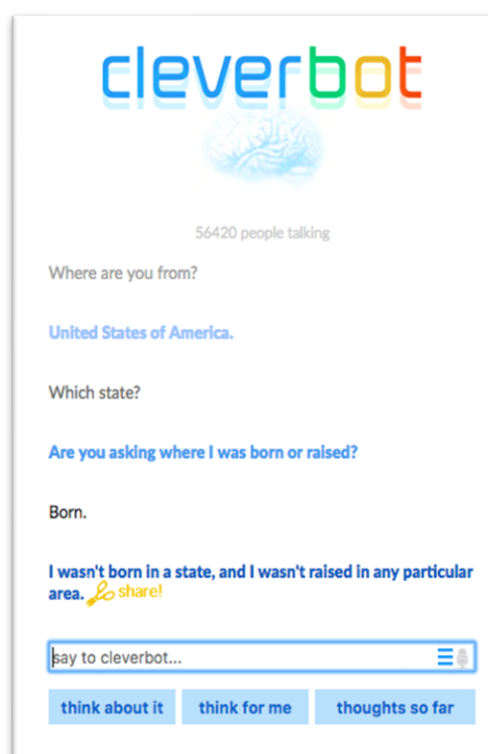 cleverbot
56420 people talking
Where are you from?
United States of America.
Which state?
Are you asking where I was born or raised?
Born.
I wasn't born in a state, and I wasn't raised in any particular
area. share!
say to cleverbot...
think about it think for me thoughts so far